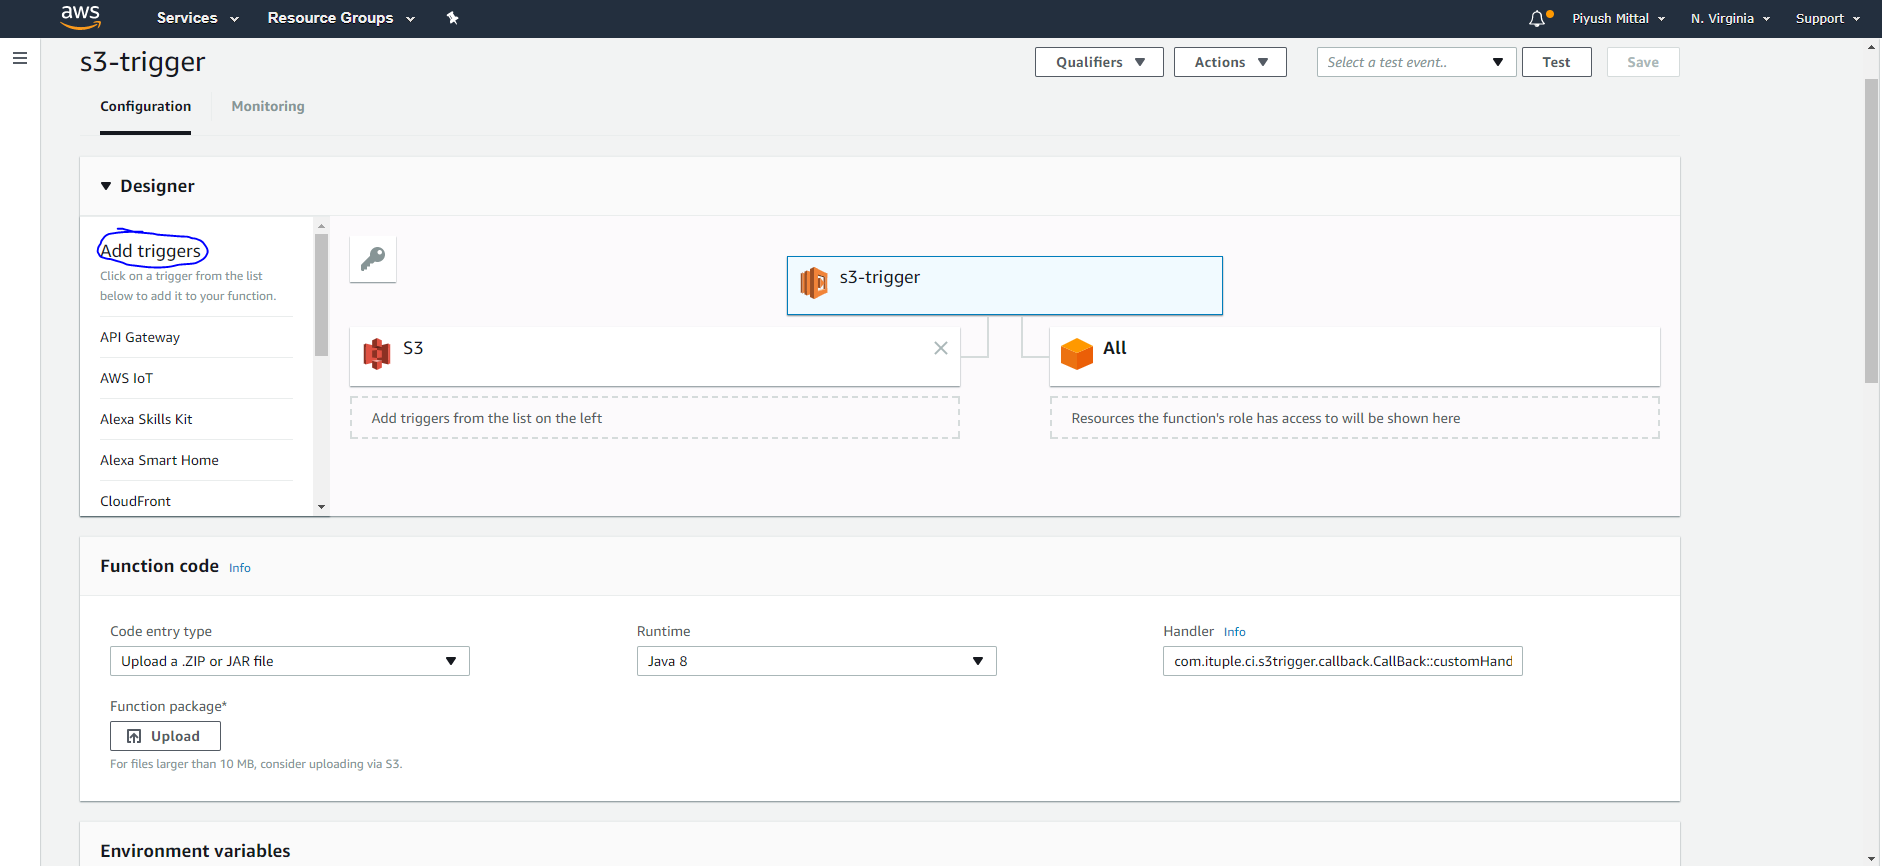 aws Services Resource Groups Piyush Mittal N. Virginia Support
s3-trigger Qualifiers Actions Select a test event.. Test Save
Configuration Monitoring
Designer
Add triggers
Click on a trigger from the list
below to add it to your function.
API Gateway
AWS IoT
Alexa Skills Kit
Alexa Smart Home
CloudFront
s3-trigger
S3 All
Add triggers from the list on the left Resources the function's role has access to will be shown here
Function code Info
Code entry type Runtime Handler Info
Upload a .ZIP or JAR file Java 8 com.ituple.ci.s3trigger.callback.CallBack::customHand
Function package*
Upload
For files larger than 10 MB, consider uploading via S3.
Environment variables